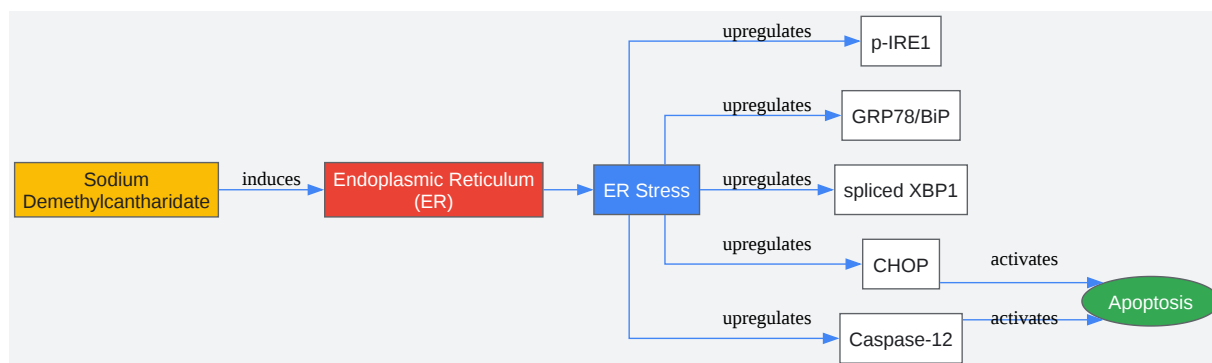 upregulates
p-IRE1
upregulates
GRP78/BiP
Sodium
Demethylcantharidate
induces
Endoplasmic Reticulum
(ER)
ER Stress
upregulates
spliced XBP1
upregulates
CHOP
activates
Apoptosis
upregulates
Caspase-12
activates